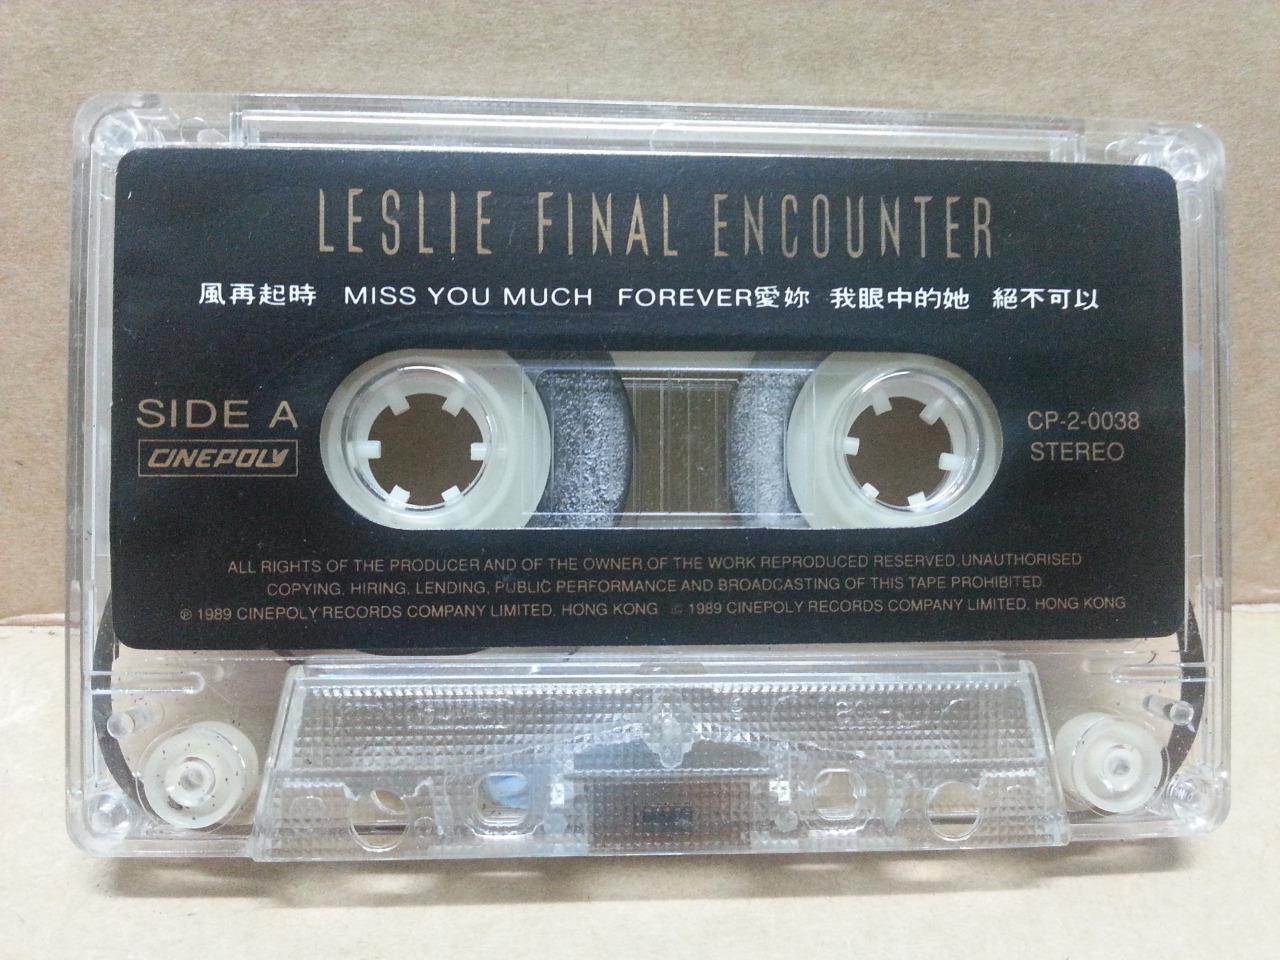 LESLIE FINAL ENCOUNTER
風再起時 MISS YOU MUCH FOREVER愛妳 我眼中的她 絕不可以
SIDE A
CINEPOLY
CP-2-0038
STEREO
ALL RIGHTS OF THE PRODUCER AND OF THE OWNER OF THE WORK REPRODUCED RESERVED. UNAUTHORISED
COPYING, HIRING, LENDING, PUBLIC PERFORMANCE AND BROADCASTING OF THIS TAPE PROHIBITED.
℗ 1989 CINEPOLY RECORDS COMPANY LIMITED, HONG KONG © 1989 CINEPOLY RECORDS COMPANY LIMITED, HONG KONG